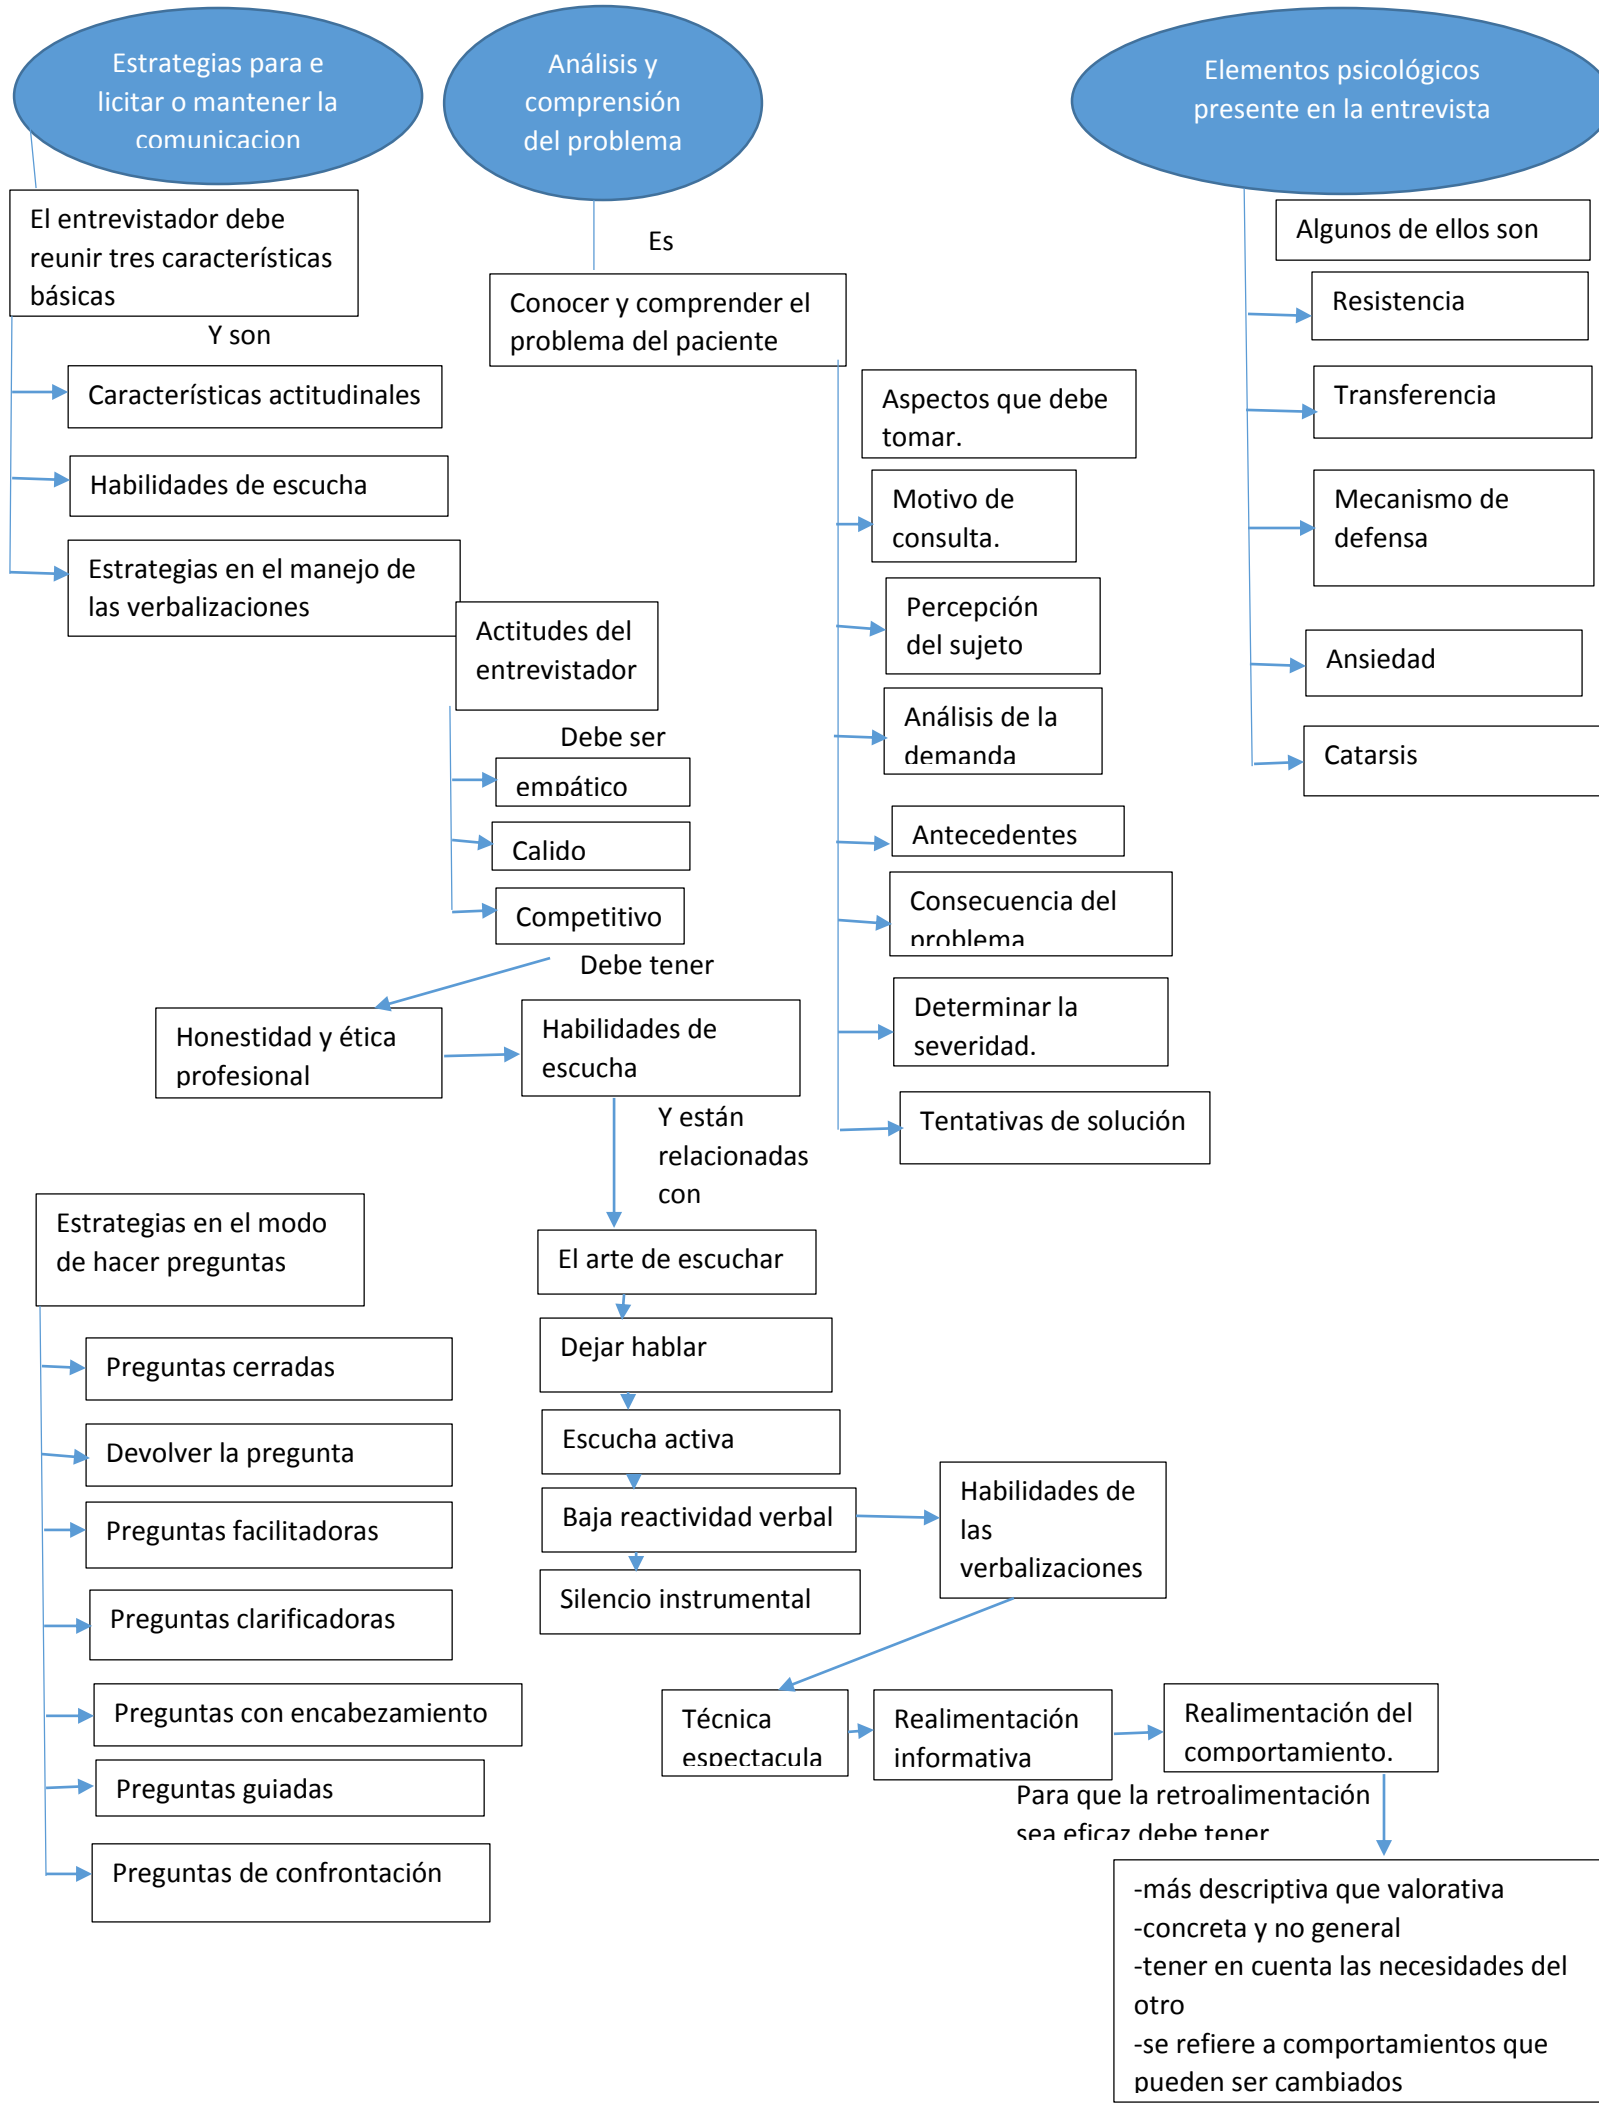 Estrategias para e
licitar o mantener la
comunicacion
Análisis y
comprensión
del problema
Elementos psicológicos
presente en la entrevista
El entrevistador debe
reunir tres características
básicas
Y son
Características actitudinales
Habilidades de escucha
Estrategias en el manejo de
las verbalizaciones
Actitudes del
entrevistador
Debe ser
empático
Calido
Competitivo
Debe tener
Honestidad y ética
profesional
Habilidades de
escucha
Y están
relacionadas
con
El arte de escuchar
Dejar hablar
Escucha activa
Baja reactividad verbal
Silencio instrumental
Habilidades de
las
verbalizaciones
Técnica
espectacula
Realimentación
informativa
Realimentación del
comportamiento.
Para que la retroalimentación
sea eficaz debe tener
-más descriptiva que valorativa
-concreta y no general
-tener en cuenta las necesidades del
otro
-se refiere a comportamientos que
pueden ser cambiados
Estrategias en el modo
de hacer preguntas
Preguntas cerradas
Devolver la pregunta
Preguntas facilitadoras
Preguntas clarificadoras
Preguntas con encabezamiento
Preguntas guiadas
Preguntas de confrontación
Es
Conocer y comprender el
problema del paciente
Aspectos que debe
tomar.
Motivo de
consulta.
Percepción
del sujeto
Análisis de la
demanda
Antecedentes
Consecuencia del
problema
Determinar la
severidad.
Tentativas de solución
Algunos de ellos son
Resistencia
Transferencia
Mecanismo de
defensa
Ansiedad
Catarsis